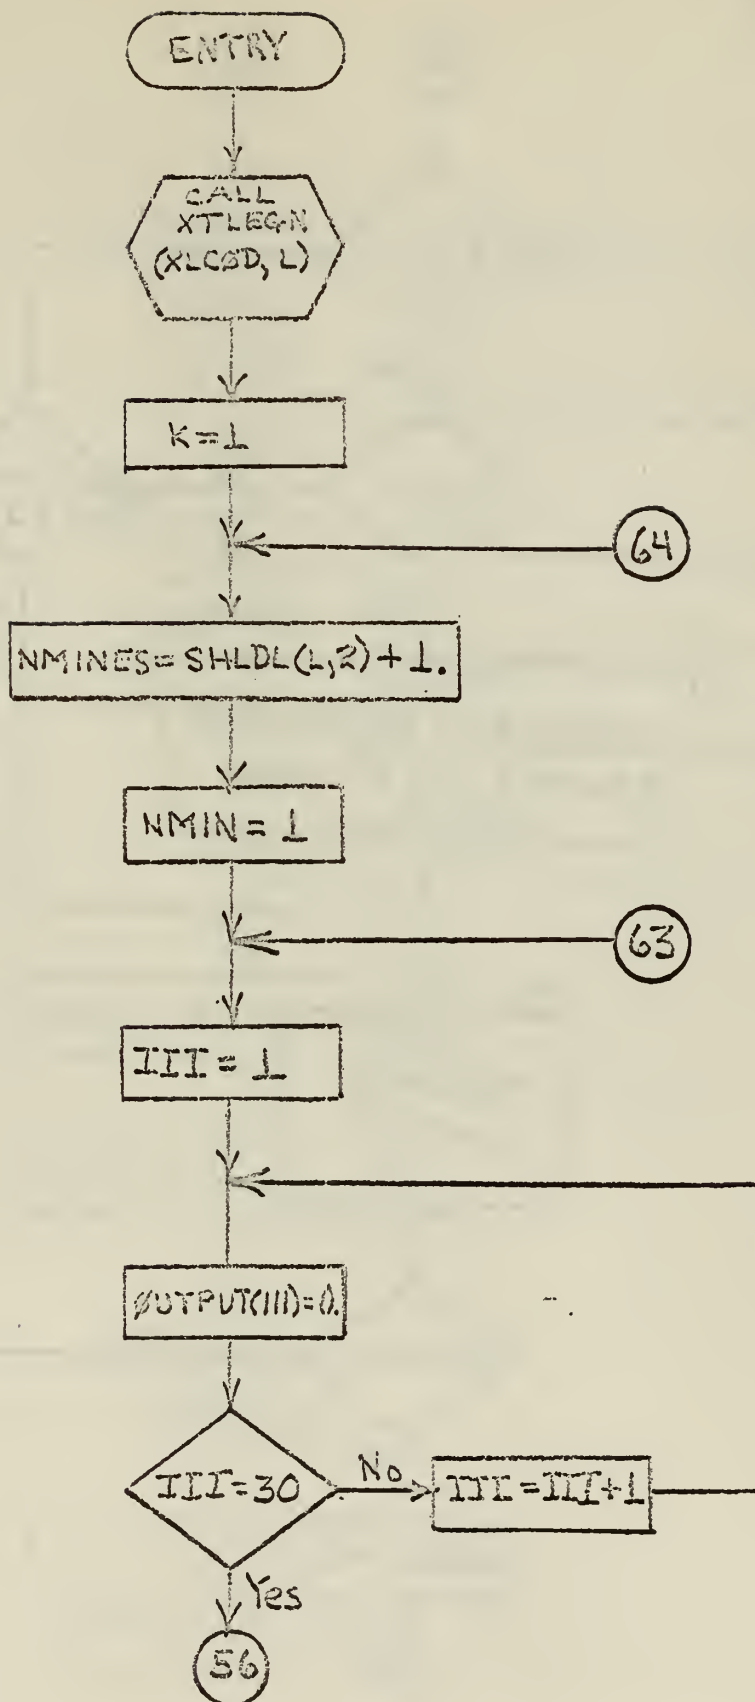 ENTRY
CALL
XTLEGN
(XLCØD, L)
K=1
64
NMINES=SHLDL(L,2)+1.
NMIN=1
63
III=1
ØUTPUT(III)=0.
III=30
No
III=III+1
Yes
56